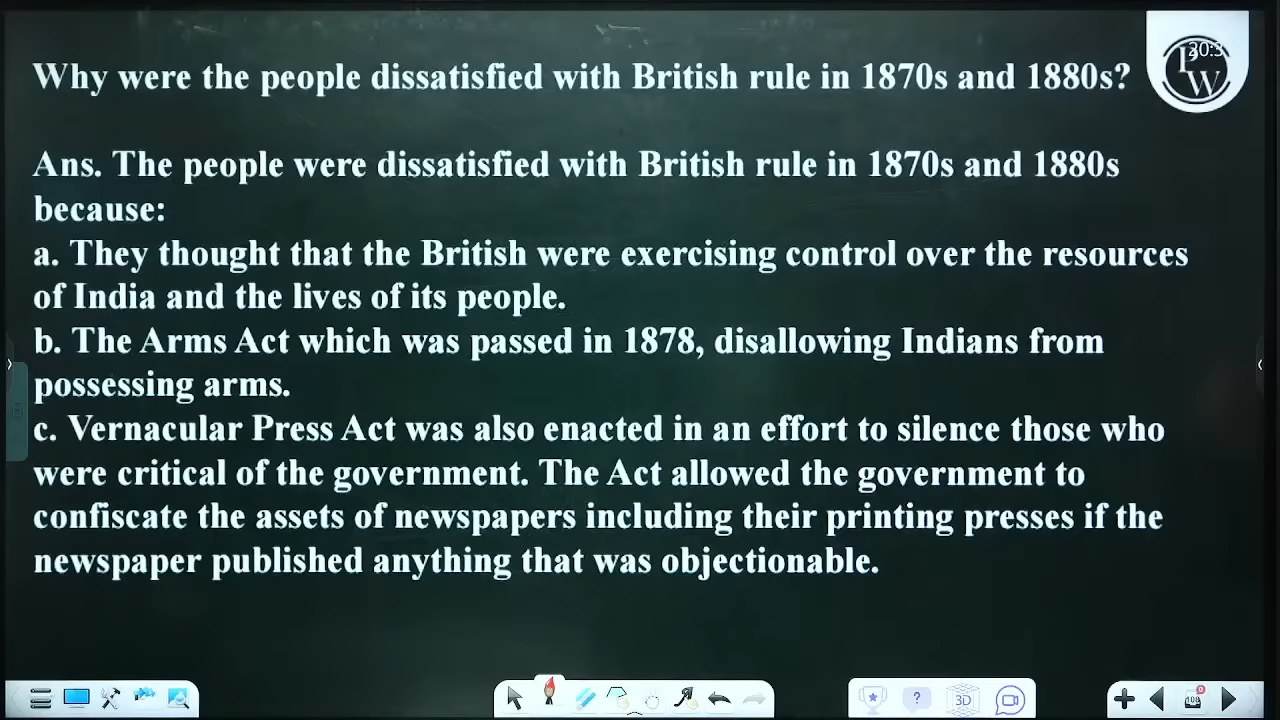 Why were the people dissatisfied with British rule in 1870s and 1880s?
Ans. The people were dissatisfied with British rule in 1870s and 1880s
because:
a. They thought that the British were exercising control over the resources
of India and the lives of its people.
b. The Arms Act which was passed in 1878, disallowing Indians from
possessing arms.
c. Vernacular Press Act was also enacted in an effort to silence those who
were critical of the government. The Act allowed the government to
confiscate the assets of newspapers including their printing presses if the
newspaper published anything that was objectionable.
3D